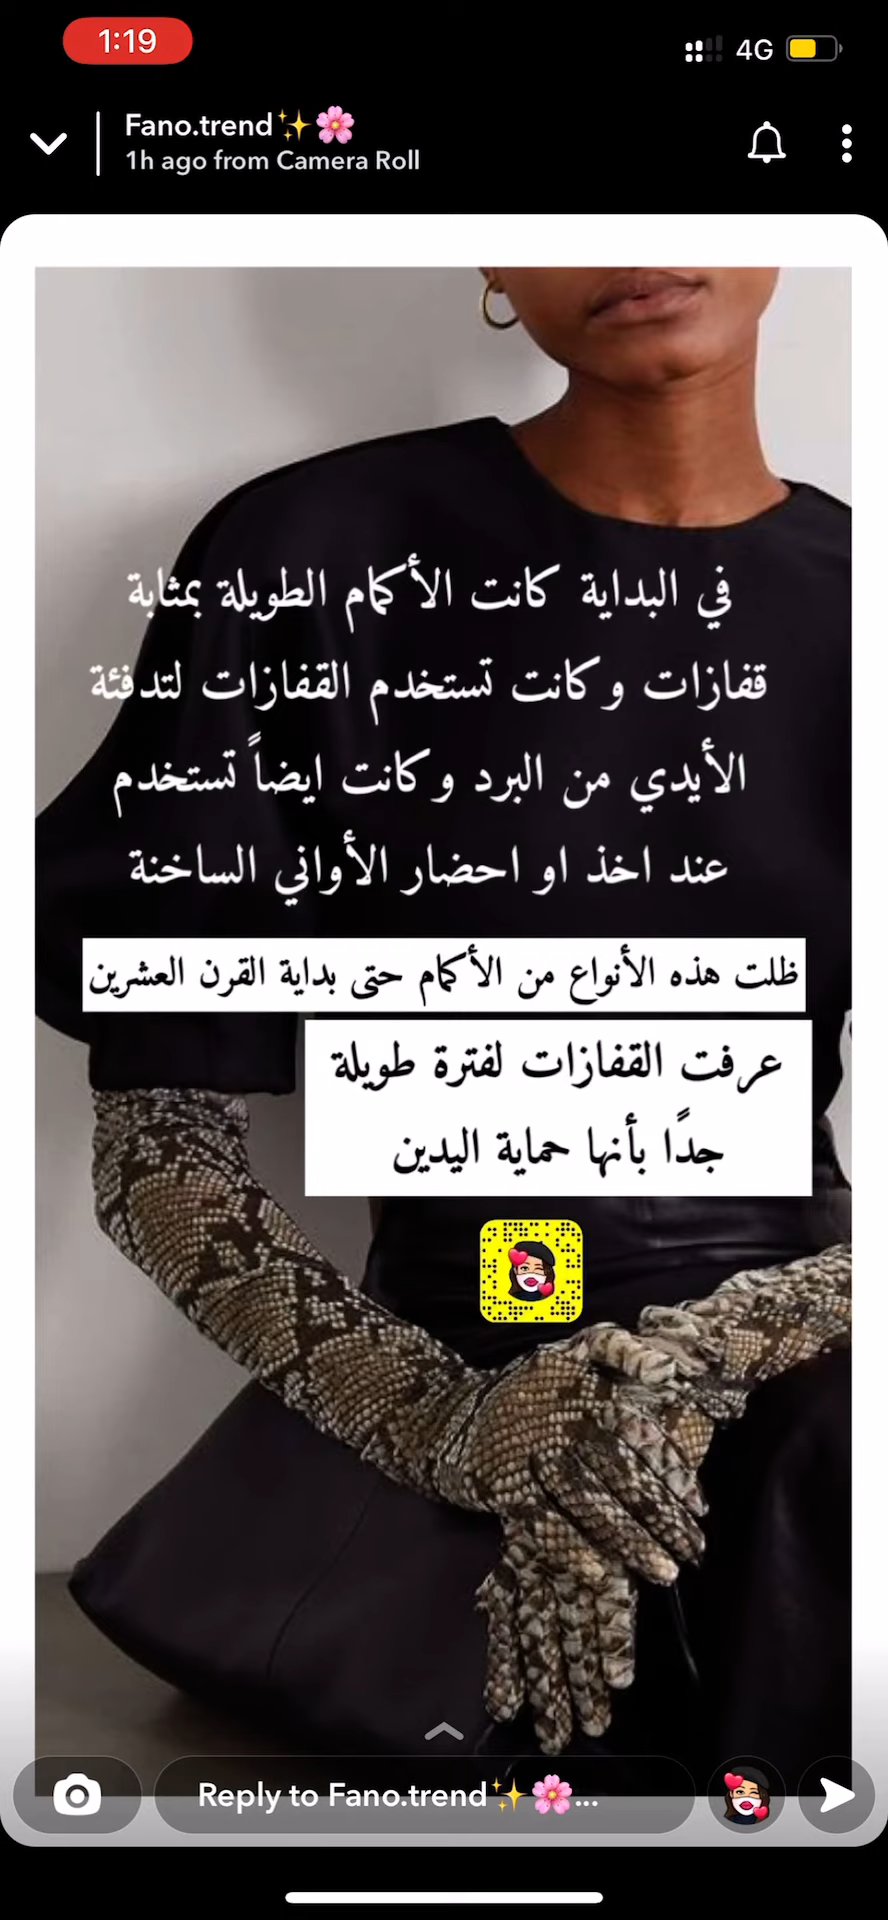 1:19
4G
Fano.trend✨🌸
1h ago from Camera Roll
في البداية كانت الأكمام الطويلة بمثابة
قفازات وكانت تستخدم القفازات لتدفئة
الأيدي من البرد وكانت ايضاً تستخدم
عند اخذ او احضار الأواني الساخنة
ظلت هذه الأنواع من الأكمام حتى بداية القرن العشرين
عرفت القفازات لفترة طويلة
جدًا بأنها حماية اليدين
Reply to Fano.trend✨🌸...